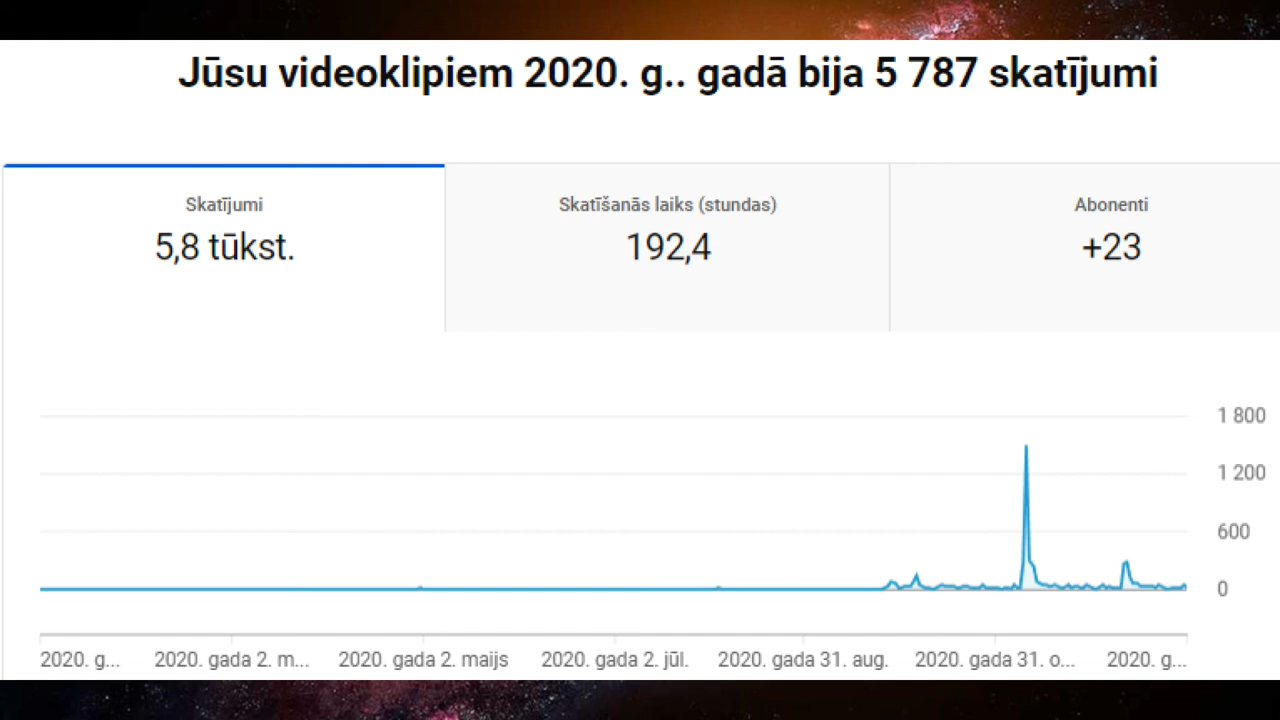 Jūsu videoklipiem 2020. g.. gadā bija 5 787 skatījumi
Skatījumi
5,8 tūkst.
Skatīšanās laiks (stundas)
192,4
Abonenti
+23
1 800
1 200
600
0
2020. g... 2020. gada 2. m... 2020. gada 2. maijs 2020. gada 2. jūl. 2020. gada 31. aug. 2020. gada 31. o... 2020. g...